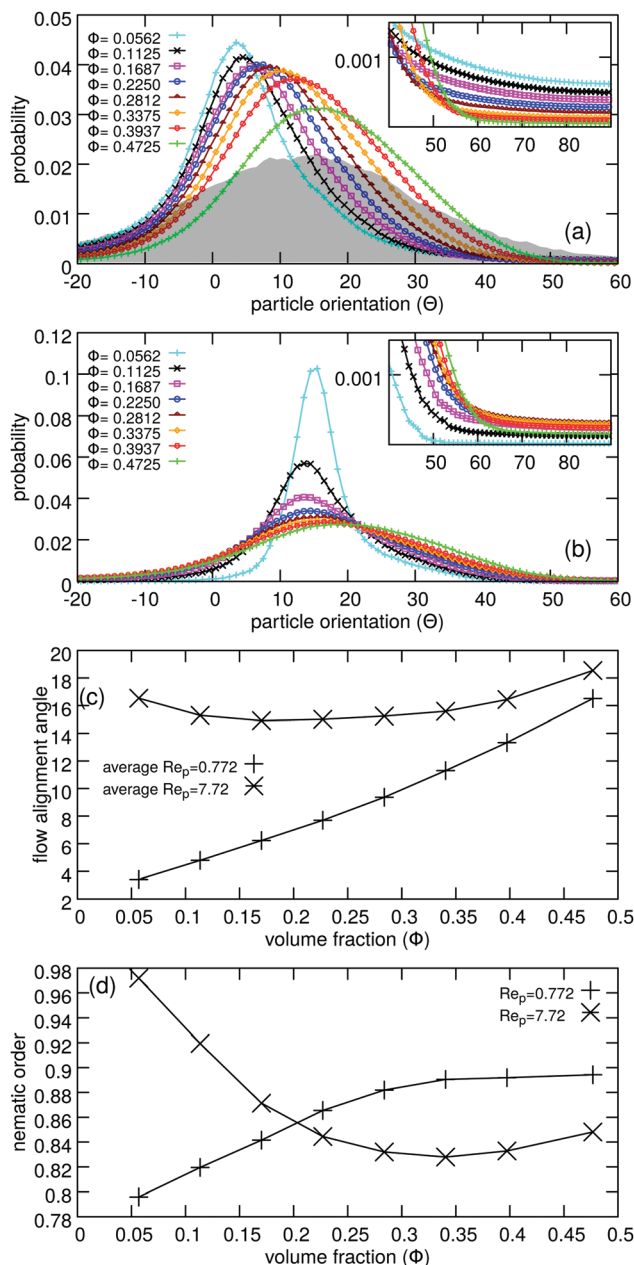 Φ= 0.0562
Φ= 0.1125
Φ= 0.1687
Φ= 0.2250
Φ= 0.2812
Φ= 0.3375
Φ= 0.3937
Φ= 0.4725
0.05
0.04
0.03
0.02
0.01
0
probability
0.001
50 60 70 80
(a)
-20 -10 0 10 20 30 40 50 60
particle orientation (Θ)
Φ= 0.0562
Φ= 0.1125
Φ= 0.1687
Φ= 0.2250
Φ= 0.2812
Φ= 0.3375
Φ= 0.3937
Φ= 0.4725
0.12
0.1
0.08
0.06
0.04
0.02
0
probability
0.001
50 60 70 80
(b)
-20 -10 0 10 20 30 40 50 60
particle orientation (Θ)
(c)
20
18
16
14
12
10
8
6
4
2
flow alignment angle
average Rep=0.772
average Rep=7.72
0 0.05 0.1 0.15 0.2 0.25 0.3 0.35 0.4 0.45 0.5
volume fraction (Φ)
(d)
0.98
0.96
0.94
0.92
0.9
0.88
0.86
0.84
0.82
0.8
0.78
nematic order
Rep=0.772
Rep=7.72
0 0.05 0.1 0.15 0.2 0.25 0.3 0.35 0.4 0.45 0.5
volume fraction (Φ)